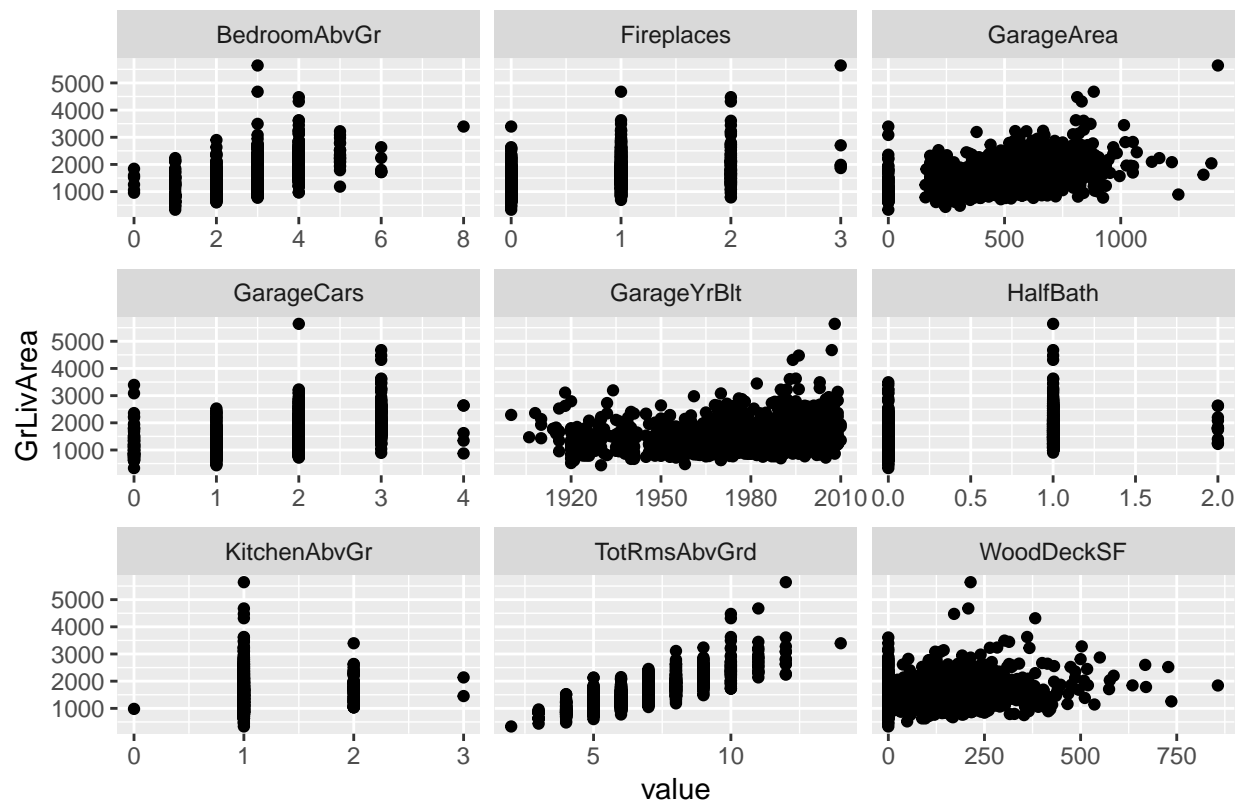 BedroomAbvGr Fireplaces GarageArea
5000
4000
3000
2000
1000
0 2 4 6 8 0 1 2 3 0 500 1000
GarageCars GarageYrBlt HalfBath
5000
4000
3000
2000
1000
0 1 2 3 4 1920 1950 1980 2010 0.0 0.5 1.0 1.5 2.0
GrLivArea
KitchenAbvGr TotRmsAbvGrd WoodDeckSF
5000
4000
3000
2000
1000
0 1 2 3 5 10 0 250 500 750
value